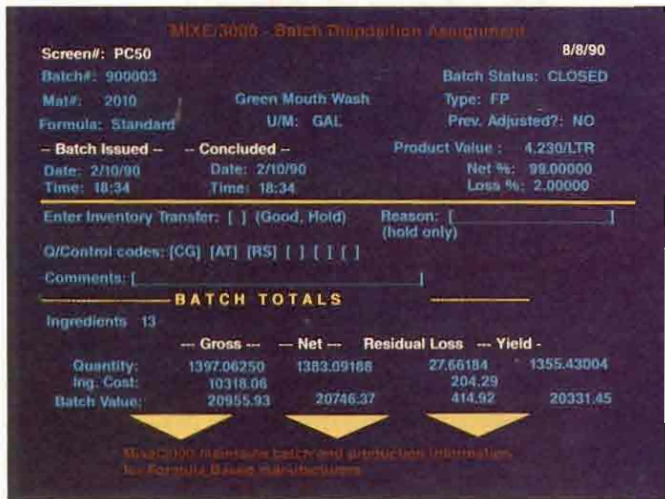 MIXE/3000 - Batch Disposition Assignment
Screen#: PC50 8/8/90
Batch#: 900003 Batch Status: CLOSED
Mat#: 2010 Green Mouth Wash Type: FP
Formula: Standard U/M: GAL Prev. Adjusted?: NO
-- Batch Issued -- -- Concluded -- Product Value : 4.230/LTR
Date: 2/10/90 Date: 2/10/90 Net %: 99.00000
Time: 18:34 Time: 18:34 Loss %: 2.00000
Enter Inventory Transfer: [ ] (Good, Hold) Reason: [ ]
(hold only)
Q/Control codes: [CG] [AT] [RS] [ ] [ ] [ ]
Comments: [ ]
BATCH TOTALS
Ingredients 13
--- Gross --- --- Net --- Residual Loss --- Yield -
Quantity: 1397.06250 1383.09188 27.66184 1355.43004
Ing. Cost: 10318.06 204.29
Batch Value: 20955.93 20746.37 414.92 20331.45
Mixe/3000 maintains batch and production information
for Formula Based manufacturers